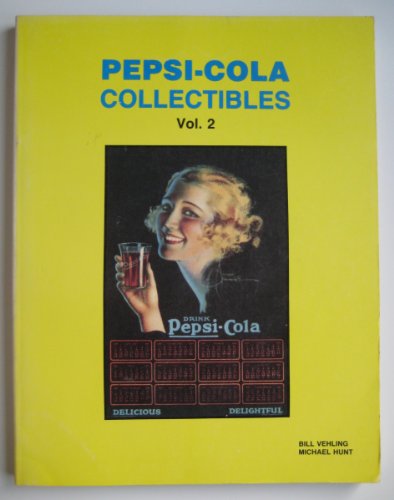 PEPSI-COLA
COLLECTIBLES
Vol. 2
DRINK
Pepsi-Cola
DELICIOUS DELIGHTFUL
BILL VEHLING
MICHAEL HUNT